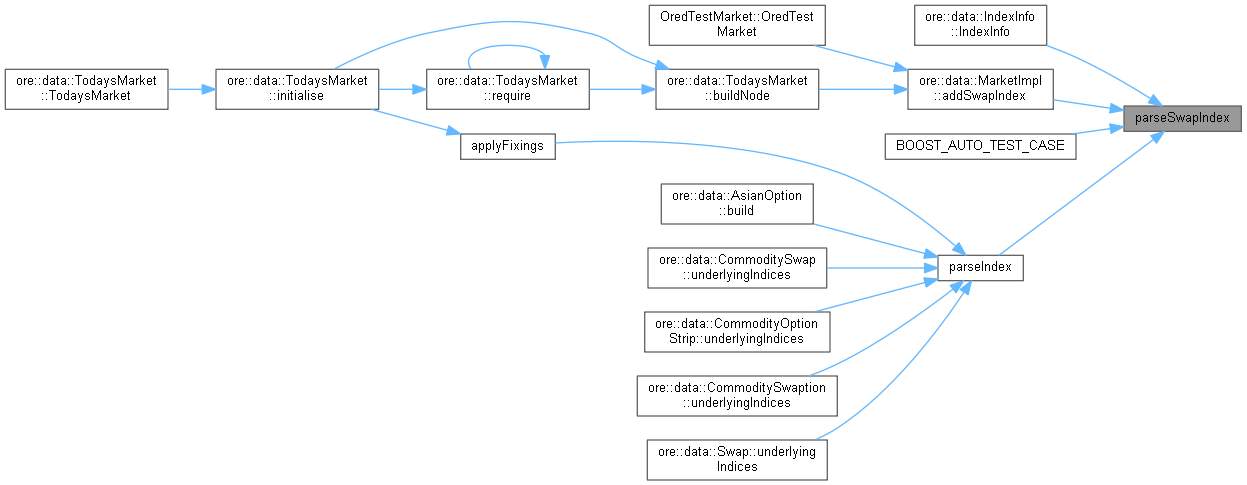 OredTestMarket::OredTest
Market
ore::data::IndexInfo
::IndexInfo
ore::data::TodaysMarket
::TodaysMarket
ore::data::TodaysMarket
::initialise
ore::data::TodaysMarket
::require
ore::data::TodaysMarket
::buildNode
ore::data::MarketImpl
::addSwapIndex
parseSwapIndex
applyFixings
BOOST_AUTO_TEST_CASE
ore::data::AsianOption
::build
ore::data::CommoditySwap
::underlyingIndices
parseIndex
ore::data::CommodityOption
Strip::underlyingIndices
ore::data::CommoditySwaption
::underlyingIndices
ore::data::Swap::underlying
Indices